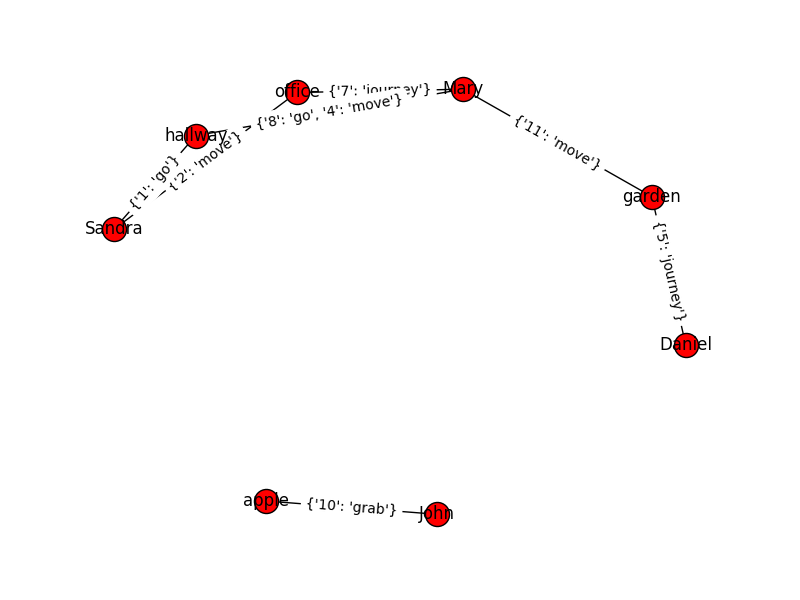 office
{'7': 'journey'}
Mary
{'8': 'go', '4': 'move'}
hallway
{'11': 'move'}
{'1': 'go'}
{'2': 'move'}
garden
Sandra
{'5': 'journey'}
Daniel
apple
{'10': 'grab'}
John